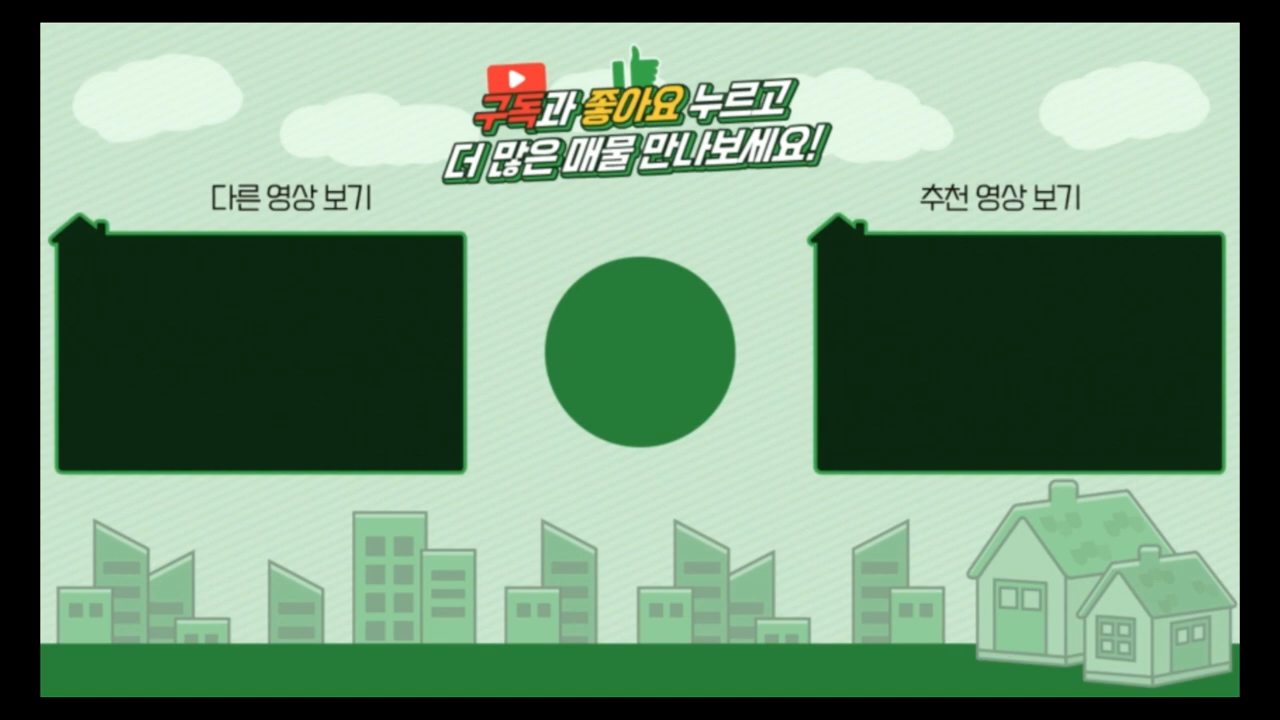 구독과 좋아요 누르고
더 많은 매물 만나보세요!
다른 영상 보기
추천 영상 보기